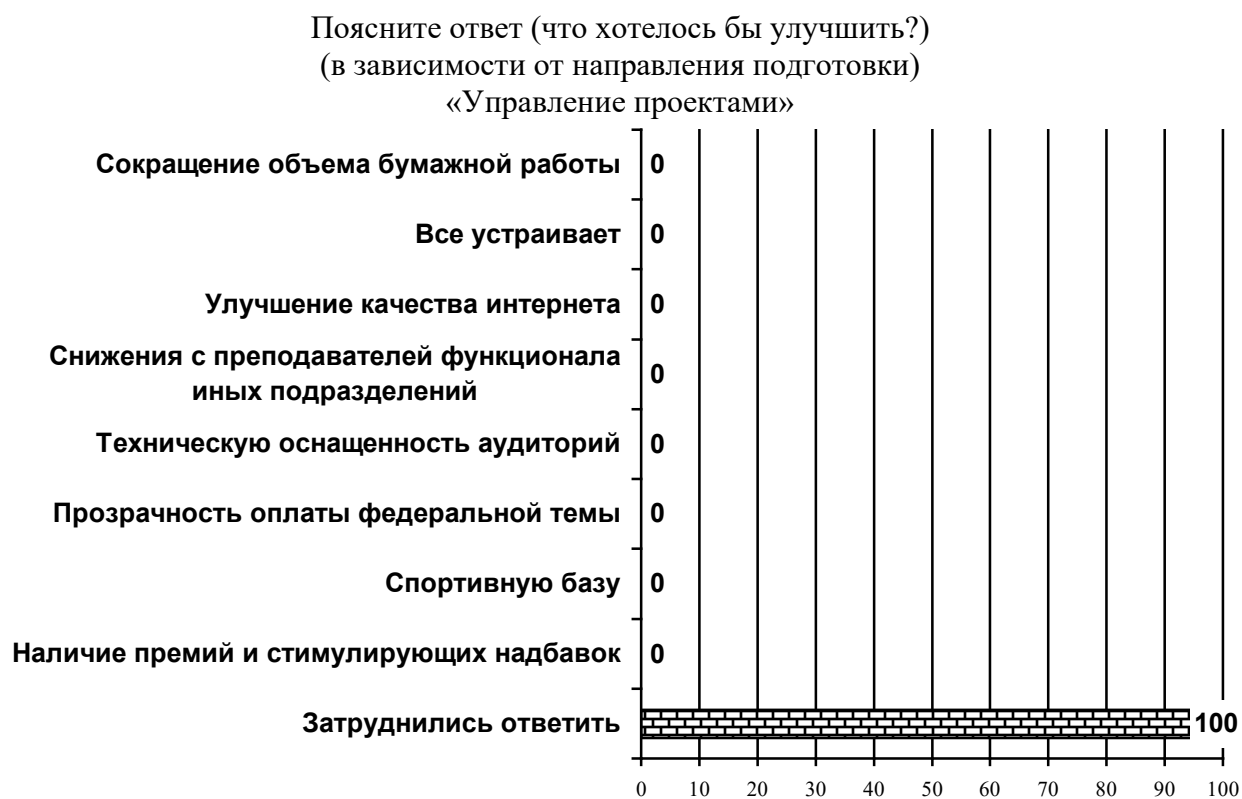 Поясните ответ (что хотелось бы улучшить?)
(в зависимости от направления подготовки)
«Управление проектами»
Сокращение объема бумажной работы 0
Все устраивает 0
Улучшение качества интернета 0
Снижения с преподавателей функционала
иных подразделений 0
Техническую оснащенность аудиторий 0
Прозрачность оплаты федеральной темы 0
Спортивную базу 0
Наличие премий и стимулирующих надбавок 0
Затруднились ответить 100
0 10 20 30 40 50 60 70 80 90 100